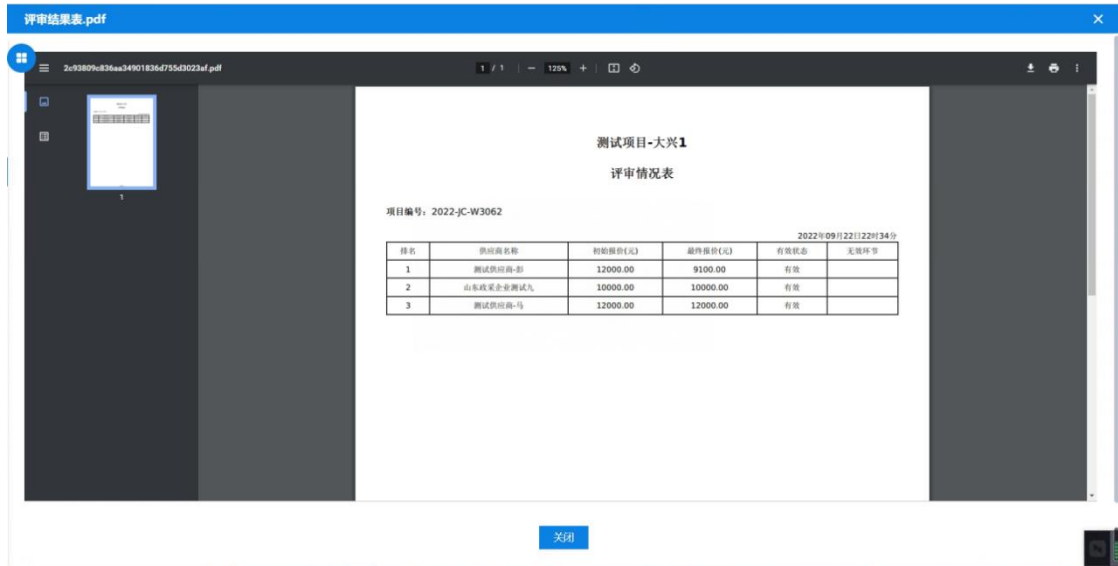 评审结果表.pdf
2c93809c836aa34901836d755d3023af.pdf
1 / 1
125%
1
测试项目-大兴1
评审情况表
项目编号：2022-JC-W3062
2022年09月22日22时34分
排名 供应商名称 初始报价(元) 最终报价(元) 有效状态 无效环节
1 测试供应商-彭 12000.00 9100.00 有效
2 山东政采企业测试九 10000.00 10000.00 有效
3 测试供应商-马 12000.00 12000.00 有效
关闭